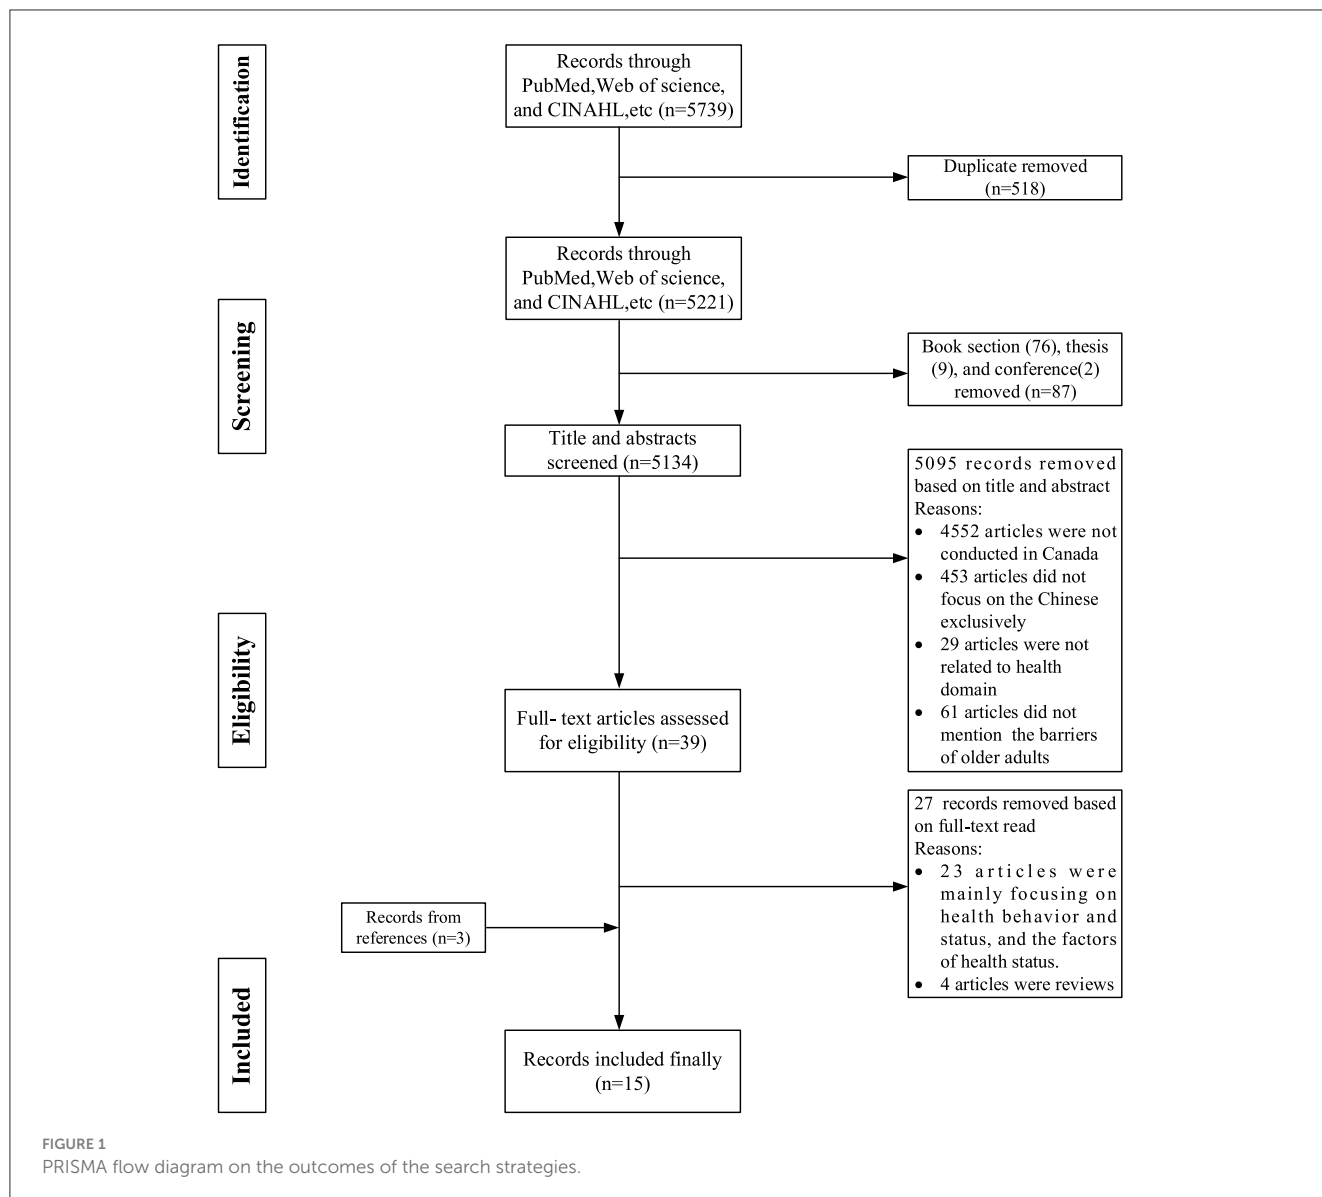 Identification
Records through
PubMed,Web of science,
and CINAHL,etc (n=5739)
Duplicate removed
(n=518)
Records through
PubMed,Web of science,
and CINAHL,etc (n=5221)
Screening
Book section (76), thesis
(9), and conference(2)
removed (n=87)
Title and abstracts
screened (n=5134)
5095 records removed
based on title and abstract
Reasons:
• 4552 articles were not
conducted in Canada
• 453 articles did not
focus on the Chinese
exclusively
• 29 articles were not
related to health
domain
• 61 articles did not
mention the barriers
of older adults
Eligibility
Full- text articles assessed
for eligibility (n=39)
27 records removed based
on full-text read
Reasons:
• 23 articles were
mainly focusing on
health behavior and
status, and the factors
of health status.
• 4 articles were reviews
Records from
references (n=3)
Included
Records included finally
(n=15)
FIGURE 1
PRISMA flow diagram on the outcomes of the search strategies.